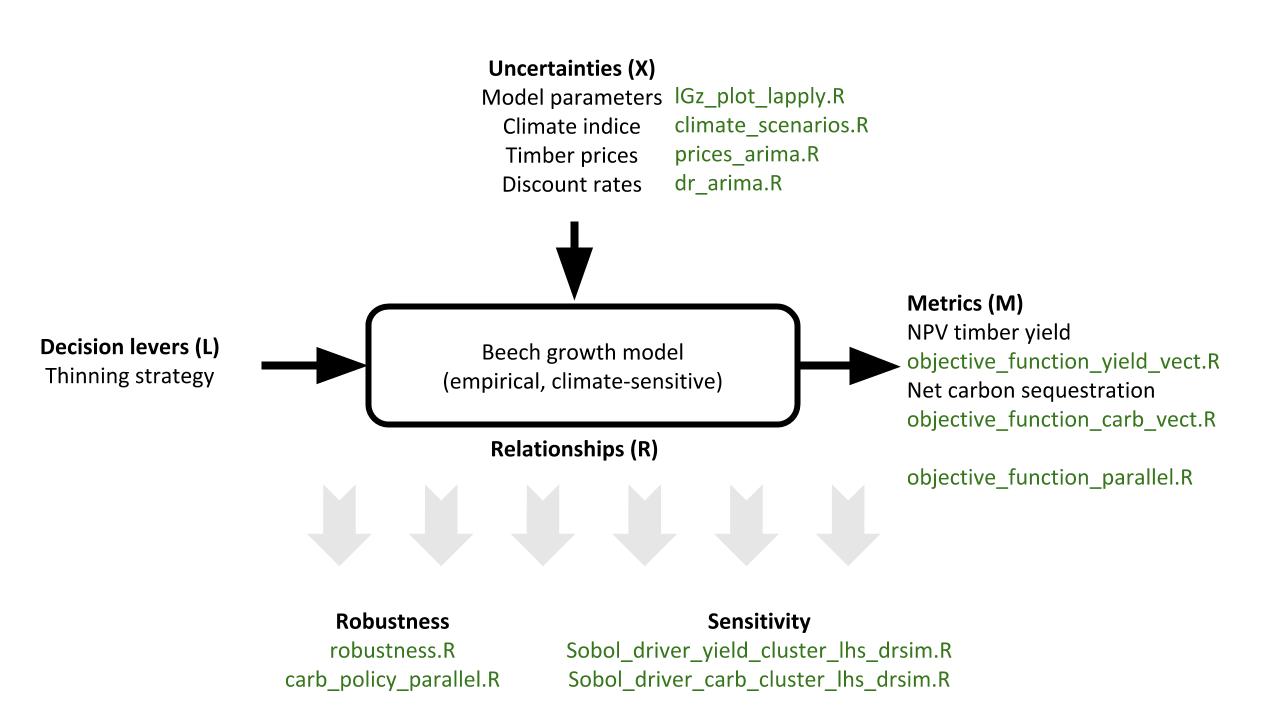 Uncertainties (X)
Model parameters lGz_plot_lapply.R
Climate indice climate_scenarios.R
Timber prices prices_arima.R
Discount rates dr_arima.R
Decision levers (L)
Thinning strategy
Beech growth model
(empirical, climate-sensitive)
Relationships (R)
Metrics (M)
NPV timber yield
objective_function_yield_vect.R
Net carbon sequestration
objective_function_carb_vect.R
objective_function_parallel.R
Robustness
robustness.R
carb_policy_parallel.R
Sensitivity
Sobol_driver_yield_cluster_lhs_drsim.R
Sobol_driver_carb_cluster_lhs_drsim.R